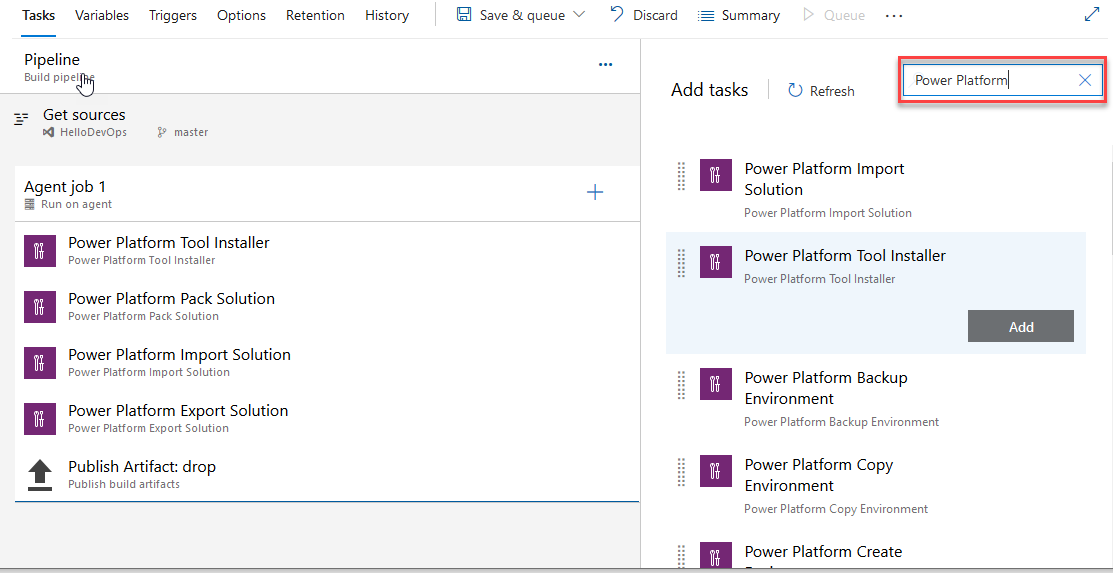 Tasks Variables Triggers Options Retention History Save & queue Discard Summary Queue ...
Pipeline
Build pipeline
...
Get sources
HelloDevOps master
Agent job 1
Run on agent
Power Platform Tool Installer
Power Platform Tool Installer
Power Platform Pack Solution
Power Platform Pack Solution
Power Platform Import Solution
Power Platform Import Solution
Power Platform Export Solution
Power Platform Export Solution
Publish Artifact: drop
Publish build artifacts
Add tasks Refresh Power Platform
Power Platform Import
Solution
Power Platform Import Solution
Power Platform Tool Installer
Power Platform Tool Installer
Add
Power Platform Backup
Environment
Power Platform Backup Environment
Power Platform Copy
Environment
Power Platform Copy Environment
Power Platform Create